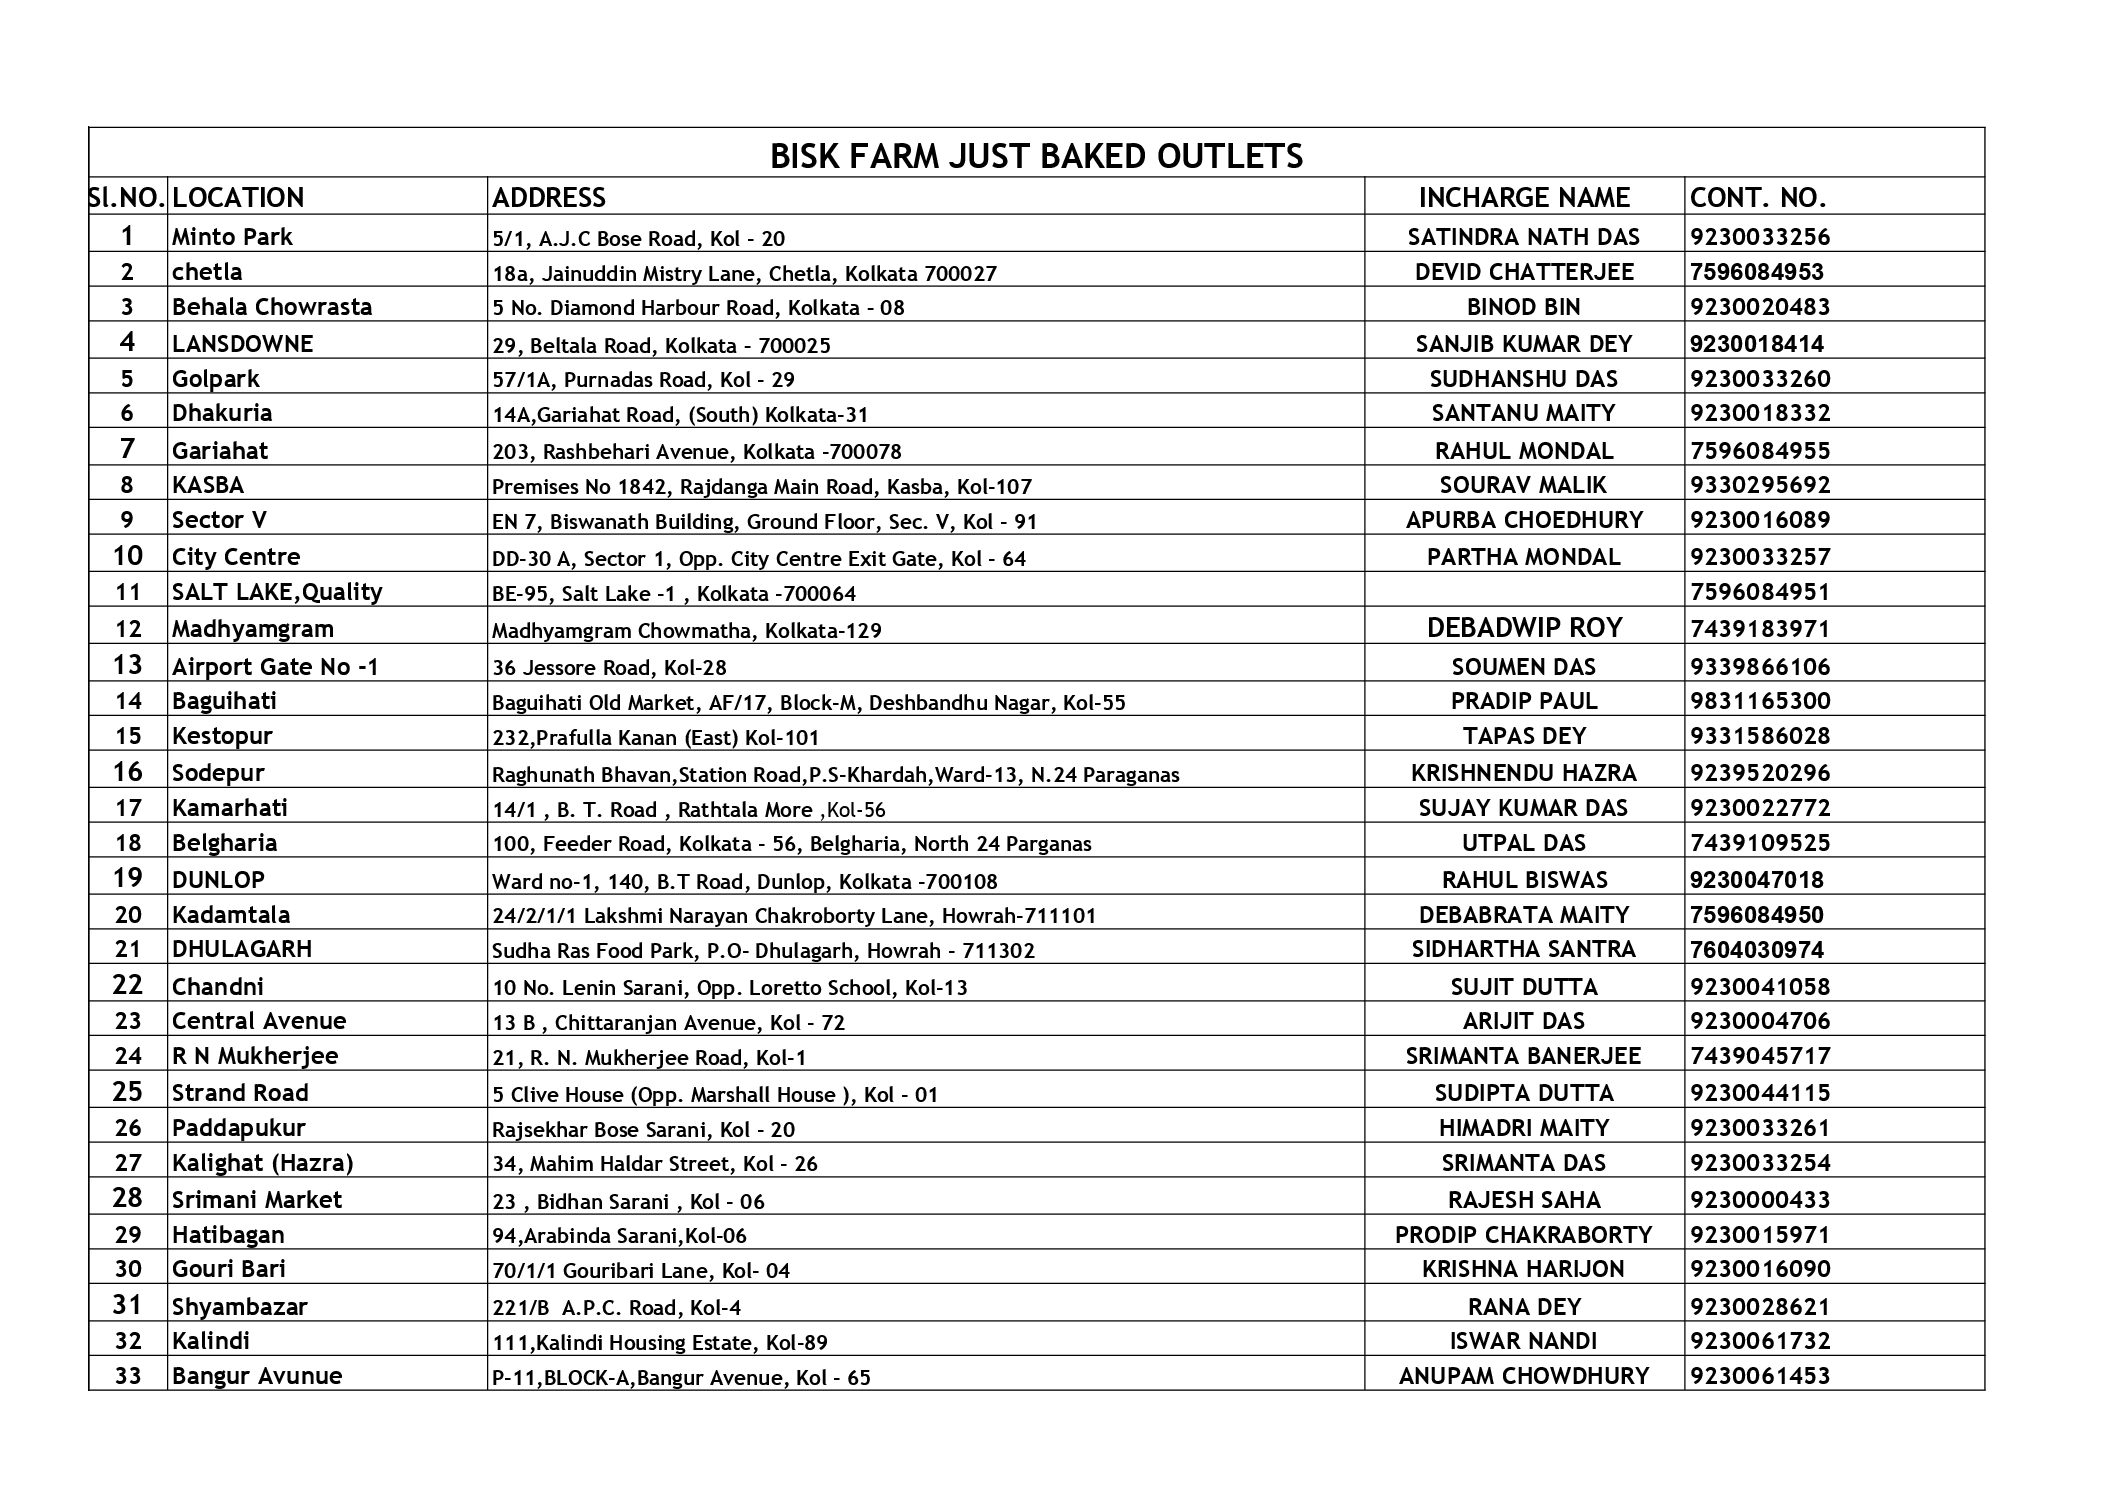 BISK FARM JUST BAKED OUTLETS
Sl.NO. LOCATION ADDRESS INCHARGE NAME CONT. NO.
1 Minto Park 5/1, A.J.C Bose Road, Kol - 20 SATINDRA NATH DAS 9230033256
2 chetla 18a, Jainuddin Mistry Lane, Chetla, Kolkata 700027 DEVID CHATTERJEE 7596084953
3 Behala Chowrasta 5 No. Diamond Harbour Road, Kolkata - 08 BINOD BIN 9230020483
4 LANSDOWNE 29, Beltala Road, Kolkata - 700025 SANJIB KUMAR DEY 9230018414
5 Golpark 57/1A, Purnadas Road, Kol - 29 SUDHANSHU DAS 9230033260
6 Dhakuria 14A,Gariahat Road, (South) Kolkata-31 SANTANU MAITY 9230018332
7 Gariahat 203, Rashbehari Avenue, Kolkata -700078 RAHUL MONDAL 7596084955
8 KASBA Premises No 1842, Rajdanga Main Road, Kasba, Kol-107 SOURAV MALIK 9330295692
9 Sector V EN 7, Biswanath Building, Ground Floor, Sec. V, Kol - 91 APURBA CHOEDHURY 9230016089
10 City Centre DD-30 A, Sector 1, Opp. City Centre Exit Gate, Kol - 64 PARTHA MONDAL 9230033257
11 SALT LAKE,Quality BE-95, Salt Lake -1 , Kolkata -700064 7596084951
12 Madhyamgram Madhyamgram Chowmatha, Kolkata-129 DEBADWIP ROY 7439183971
13 Airport Gate No -1 36 Jessore Road, Kol-28 SOUMEN DAS 9339866106
14 Baguihati Baguihati Old Market, AF/17, Block-M, Deshbandhu Nagar, Kol-55 PRADIP PAUL 9831165300
15 Kestopur 232,Prafulla Kanan (East) Kol-101 TAPAS DEY 9331586028
16 Sodepur Raghunath Bhavan,Station Road,P.S-Khardah,Ward-13, N.24 Paraganas KRISHNENDU HAZRA 9239520296
17 Kamarhati 14/1 , B. T. Road , Rathtala More ,Kol-56 SUJAY KUMAR DAS 9230022772
18 Belgharia 100, Feeder Road, Kolkata - 56, Belgharia, North 24 Parganas UTPAL DAS 7439109525
19 DUNLOP Ward no-1, 140, B.T Road, Dunlop, Kolkata -700108 RAHUL BISWAS 9230047018
20 Kadamtala 24/2/1/1 Lakshmi Narayan Chakroborty Lane, Howrah-711101 DEBABRATA MAITY 7596084950
21 DHULAGARH Sudha Ras Food Park, P.O- Dhulagarh, Howrah - 711302 SIDHARTHA SANTRA 7604030974
22 Chandni 10 No. Lenin Sarani, Opp. Loretto School, Kol-13 SUJIT DUTTA 9230041058
23 Central Avenue 13 B , Chittaranjan Avenue, Kol - 72 ARIJIT DAS 9230004706
24 R N Mukherjee 21, R. N. Mukherjee Road, Kol-1 SRIMANTA BANERJEE 7439045717
25 Strand Road 5 Clive House (Opp. Marshall House ), Kol - 01 SUDIPTA DUTTA 9230044115
26 Paddapukur Rajsekhar Bose Sarani, Kol - 20 HIMADRI MAITY 9230033261
27 Kalighat (Hazra) 34, Mahim Haldar Street, Kol - 26 SRIMANTA DAS 9230033254
28 Srimani Market 23 , Bidhan Sarani , Kol - 06 RAJESH SAHA 9230000433
29 Hatibagan 94,Arabinda Sarani,Kol-06 PRODIP CHAKRABORTY 9230015971
30 Gouri Bari 70/1/1 Gouribari Lane, Kol- 04 KRISHNA HARIJON 9230016090
31 Shyambazar 221/B A.P.C. Road, Kol-4 RANA DEY 9230028621
32 Kalindi 111,Kalindi Housing Estate, Kol-89 ISWAR NANDI 9230061732
33 Bangur Avunue P-11,BLOCK-A,Bangur Avenue, Kol - 65 ANUPAM CHOWDHURY 9230061453